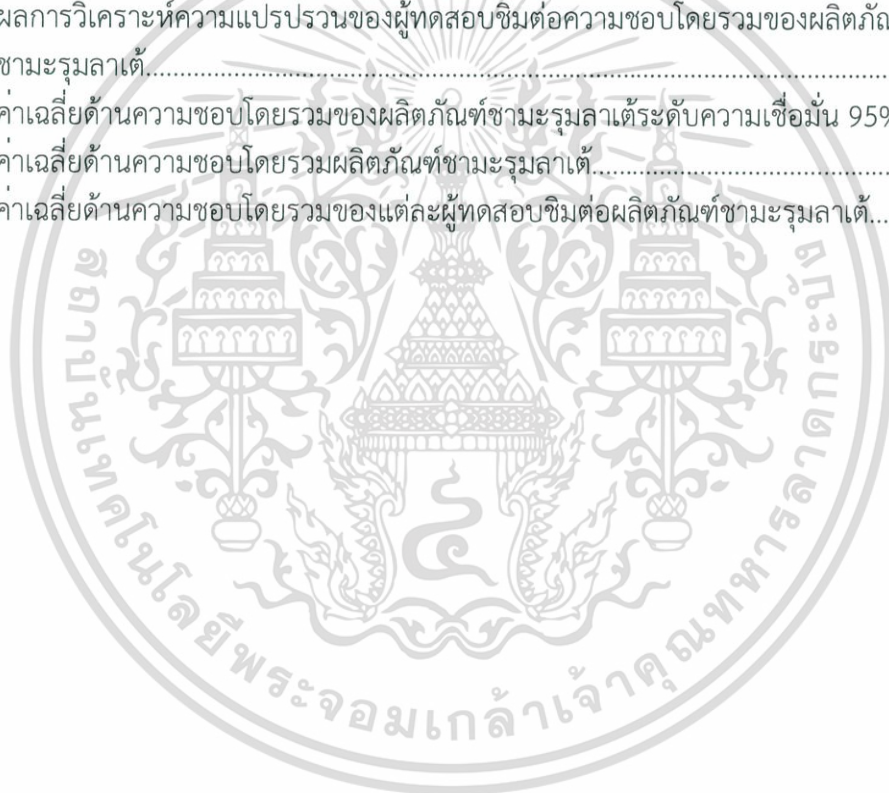 ผลการวิเคราะห์ความแปรปรวนของผู้ทดสอบชิมต่อความชอบโดยรวมของผลิตภัณ
ชามะรุมลาเต้
ค่าเฉลี่ยด้านความชอบโดยรวมของผลิตภัณฑ์ชามะรุมลาเต้ระดับความเชื่อมั่น 95%
ค่าเฉลี่ยด้านความชอบโดยรวมผลิตภัณฑ์ชามะรุมลาเต้
ค่าเฉลี่ยด้านความชอบโดยรวมของแต่ละผู้ทดสอบชิมต่อผลิตภัณฑ์ชามะรุมลาเต้
สถาบันเทคโนโลยีพระจอมเกล้าเจ้าคุณทหารลาดกระบัง